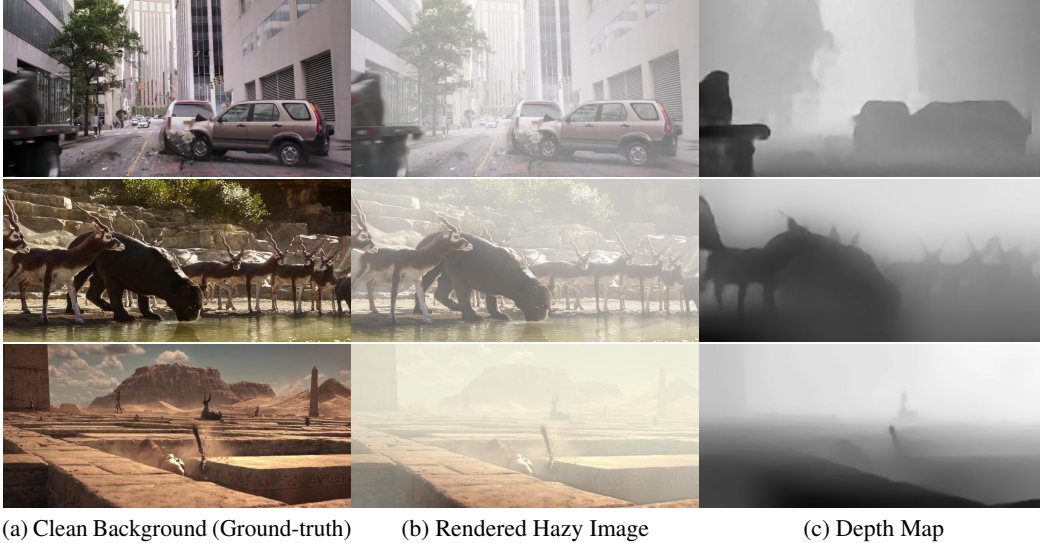 (a) Clean Background (Ground-truth)
(b) Rendered Hazy Image
(c) Depth Map